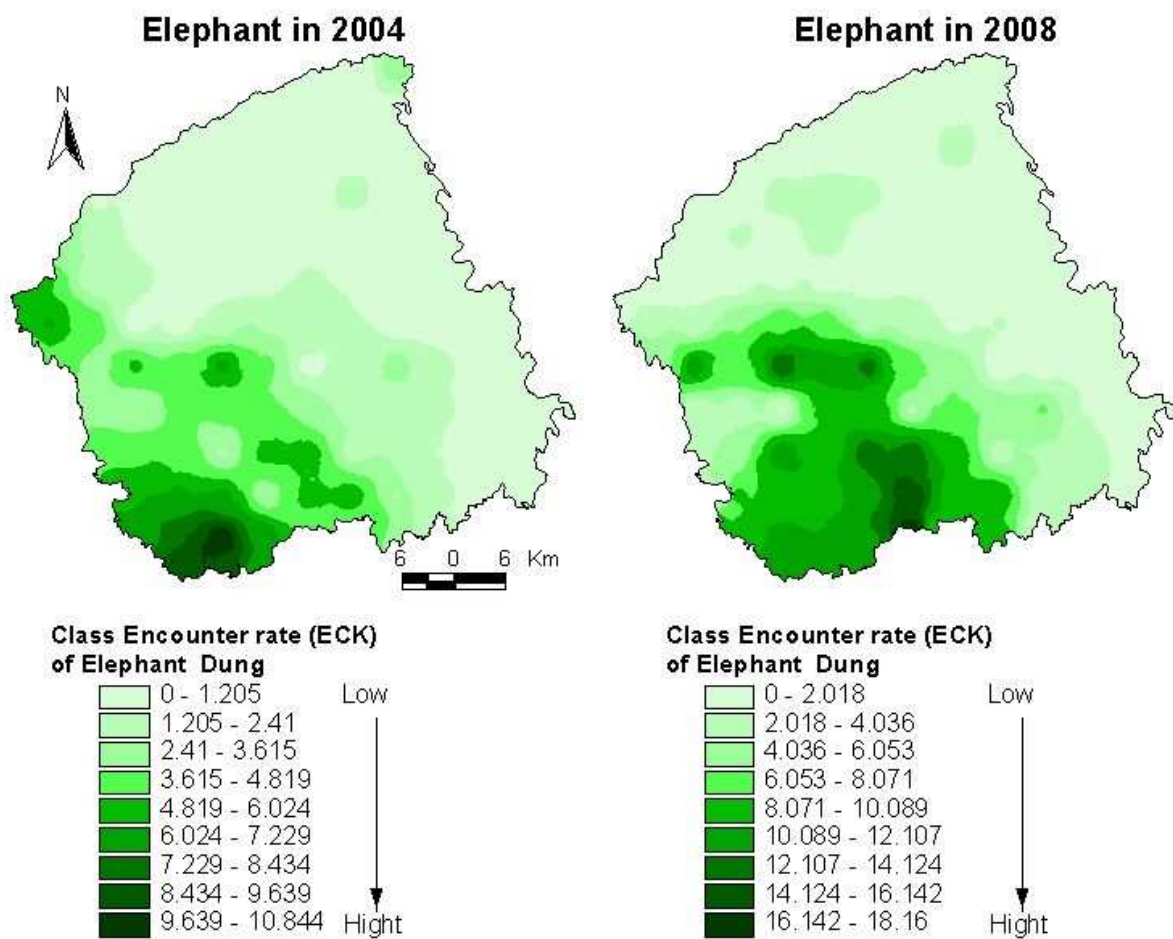 Elephant in 2004
Elephant in 2008
N
6 0 6 Km
Class Encounter rate (ECK)
of Elephant Dung
0 - 1.205
1.205 - 2.41
2.41 - 3.615
3.615 - 4.819
4.819 - 6.024
6.024 - 7.229
7.229 - 8.434
8.434 - 9.639
9.639 - 10.844
Low
Hight
Class Encounter rate (ECK)
of Elephant Dung
0 - 2.018
2.018 - 4.036
4.036 - 6.053
6.053 - 8.071
8.071 - 10.089
10.089 - 12.107
12.107 - 14.124
14.124 - 16.142
16.142 - 18.16
Low
Hight